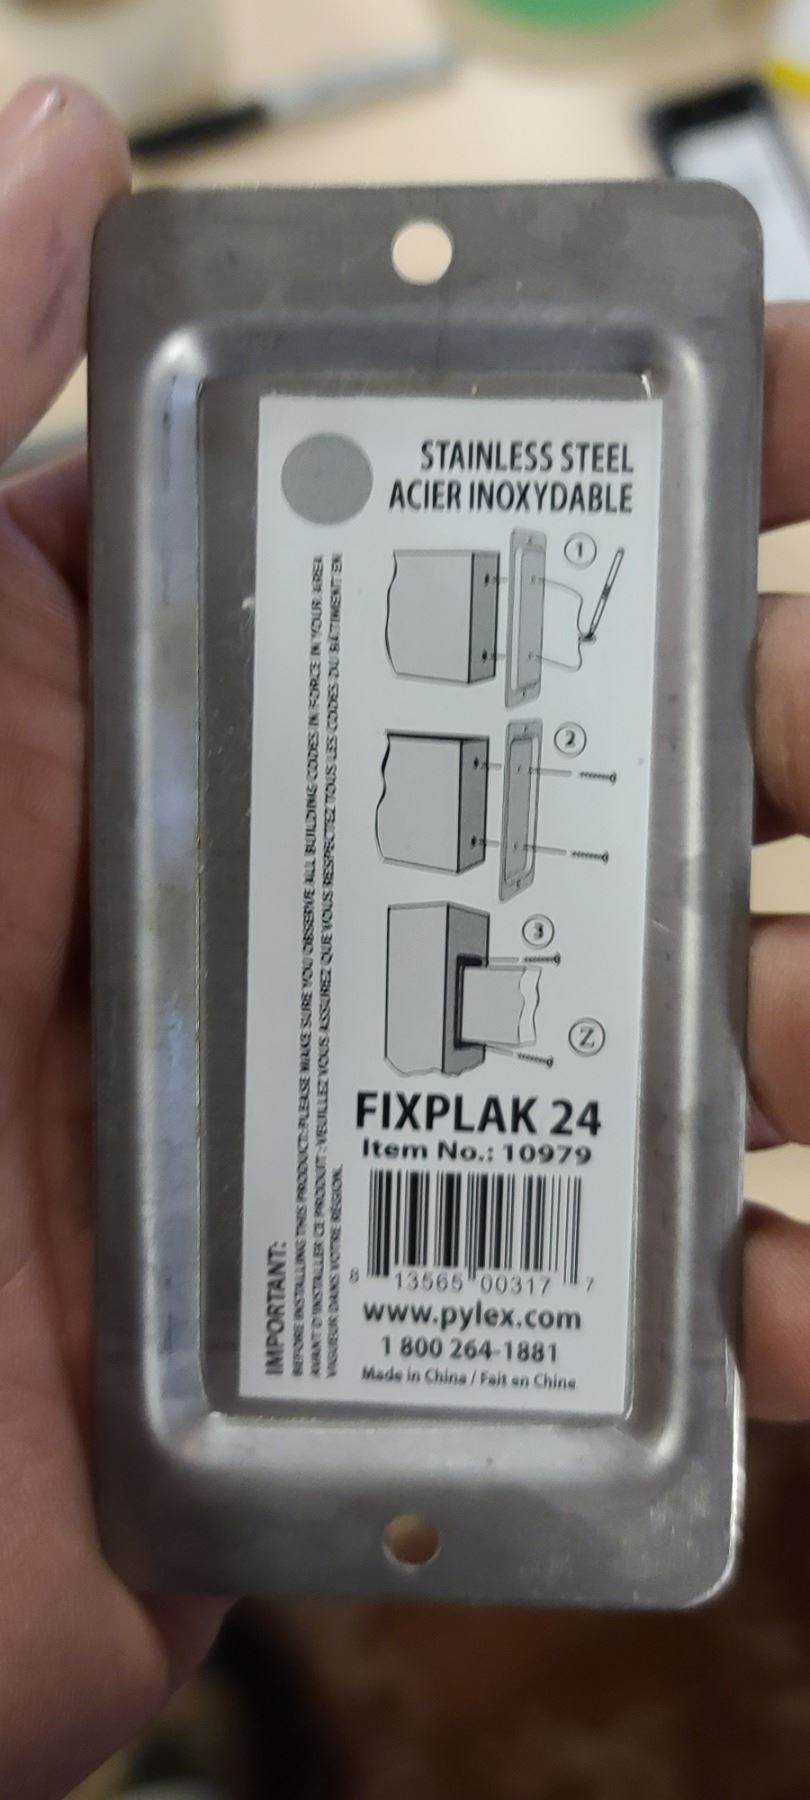 STAINLESS STEEL
ACIER INOXYDABLE
1
2
3
Z
FIXPLAK 24
Item No.: 10979
8 13565 00317 7
www.pylex.com
1 800 264-1881
Made in China / Fait en Chine
IMPORTANT:
BEFORE INSTALLING THIS PRODUCT: PLEASE MAKE SURE YOU OBSERVE ALL BUILDING CODES IN FORCE IN YOUR AREA
AVANT D'INSTALLER CE PRODUIT : VEUILLEZ VOUS ASSUREZ QUE VOUS RESPECTEZ TOUS LES CODES DU BÂTIMENT EN
VIGUEUR DANS VOTRE RÉGION.